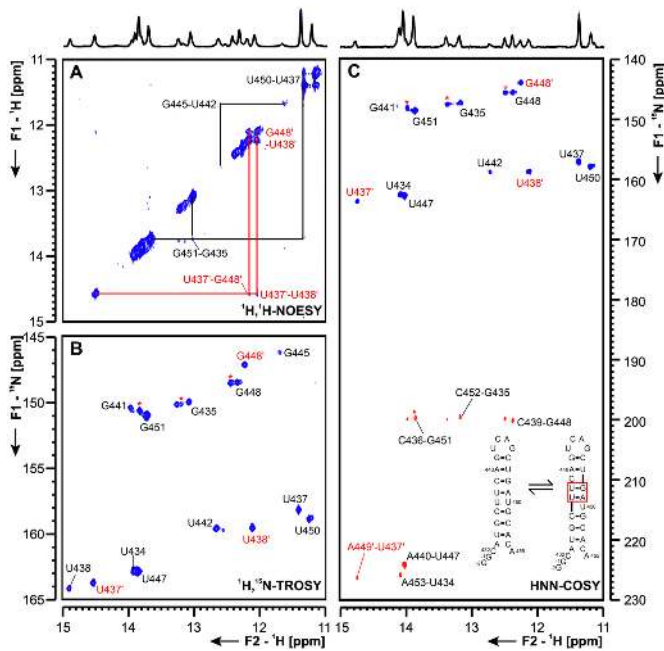 A
F1 - ¹H [ppm]
11
12
13
14
15
U450-U437
G445-U442
G448'
-U438'
G451-G435
U437'-G448'
U437'-U438'
¹H,¹H-NOESY
B
F1 - ¹⁵N [ppm]
145
150
155
160
165
G448'
G445
*
*
*
G441
G451
G435
G448
U437
U442
U438'
U450
U438
U437'
U434
U447
¹H,¹⁵N-TROSY
15 14 13 12 11
F2 - ¹H [ppm]
C
F1 - ¹⁵N [ppm]
140
150
160
170
180
190
200
210
220
230
G448'
*
*
*
G441
G451
G435
G448
U437
U442
U438'
U450
U437'
U434
U447
C452-G435
C436-G451
C439-G448
A449'-U437'
A440-U447
A453-U434
HNN-COSY
15 14 13 12 11
F2 - ¹H [ppm]